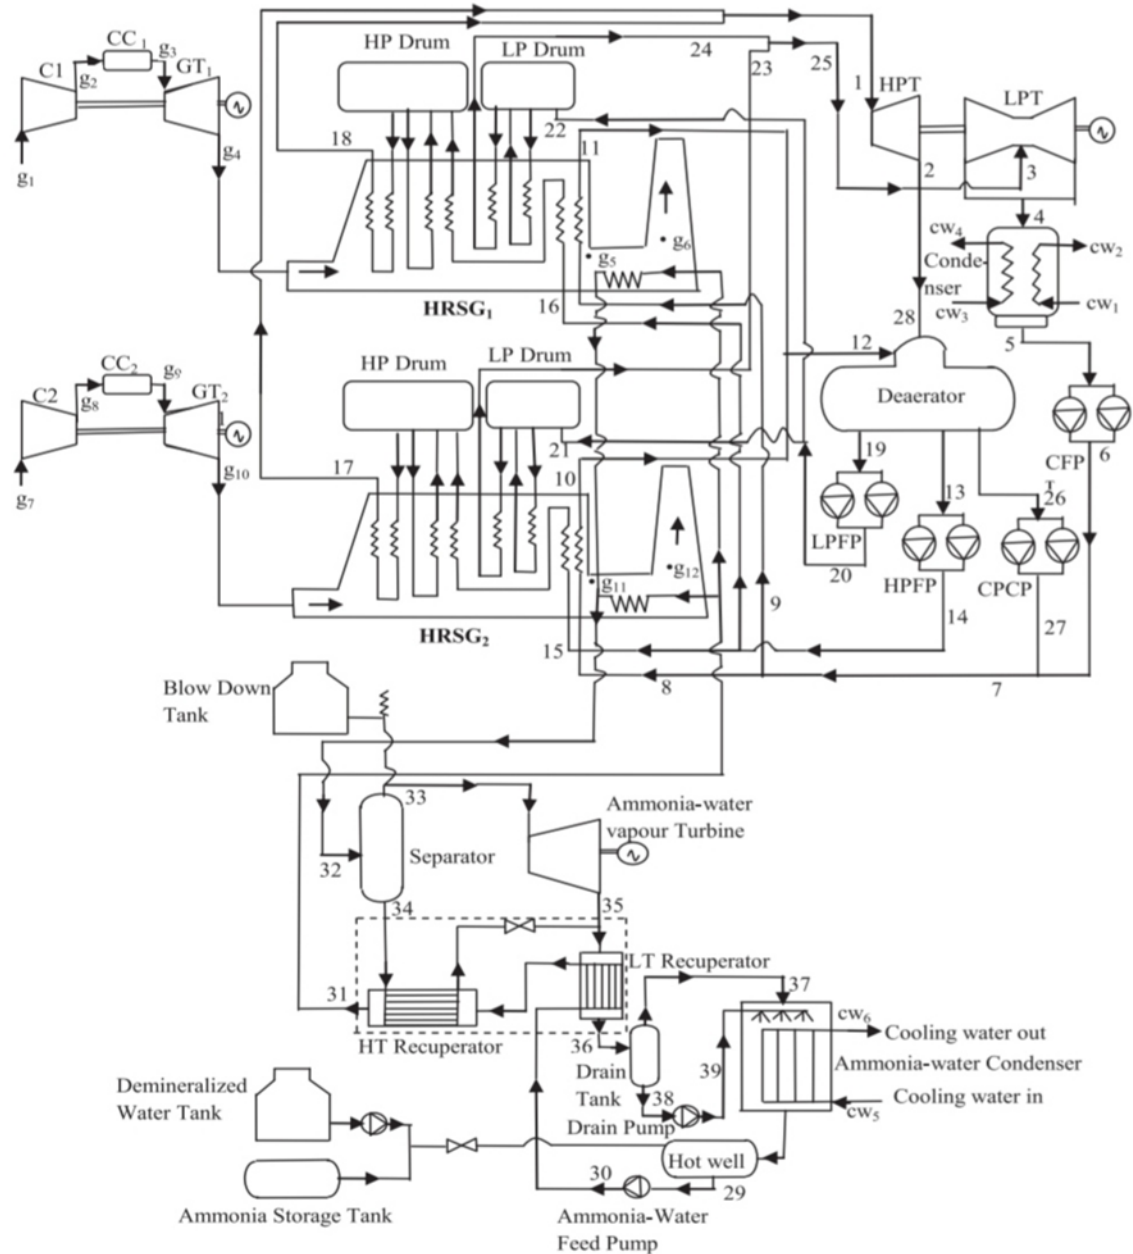 HP Drum
LP Drum
24
23
25
CC1
g3
GT1
C1
g2
g4
g1
18
22
11
1
HPT
LPT
2
3
4
cw4
cw2
Conde-
nser
cw3
cw1
g6
g5
HRSG1
16
28
5
12
Deaerator
HP Drum
LP Drum
CC2
g9
GT2
C2
g8
g10
g7
17
21
10
19
CFP
6
13
26
LPFP
20
HPFP
CPCP
g12
g11
9
14
27
HRSG2
15
8
7
Blow Down
Tank
33
Ammonia-water
vapour Turbine
Separator
32
34
35
LT Recuperator
31
37
cw6
Cooling water out
HT Recuperator
36
Ammonia-water Condenser
Drain
Tank
39
38
Cooling water in
cw5
Drain Pump
Demineralized
Water Tank
Hot well
30
29
Ammonia Storage Tank
Ammonia-Water
Feed Pump